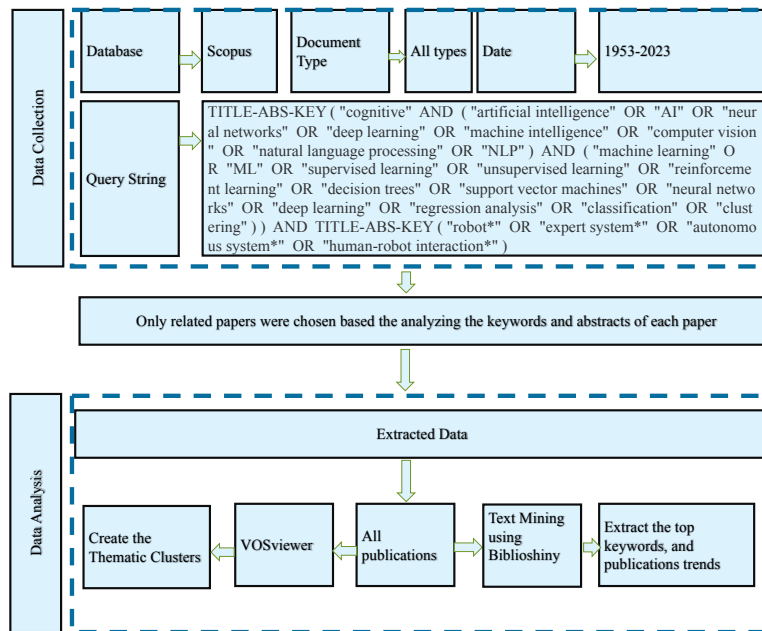 Data Collection
Database
Scopus
Document
Type
All types
Date
1953-2023
Query String
TITLE-ABS-KEY ( "cognitive" AND ( "artificial intelligence" OR "AI" OR "neur
al networks" OR "deep learning" OR "machine intelligence" OR "computer vision
" OR "natural language processing" OR "NLP" ) AND ( "machine learning" O
R "ML" OR "supervised learning" OR "unsupervised learning" OR "reinforceme
nt learning" OR "decision trees" OR "support vector machines" OR "neural netwo
rks" OR "deep learning" OR "regression analysis" OR "classification" OR "clust
ering" ) ) AND TITLE-ABS-KEY ( "robot*" OR "expert system*" OR "autonomo
us system*" OR "human-robot interaction*" )
Only related papers were chosen based the analyzing the keywords and abstracts of each paper
Data Analysis
Extracted Data
Create the
Thematic Clusters
VOSviewer
All
publications
Text Mining
using
Biblioshiny
Extract the top
keywords, and
publications trends